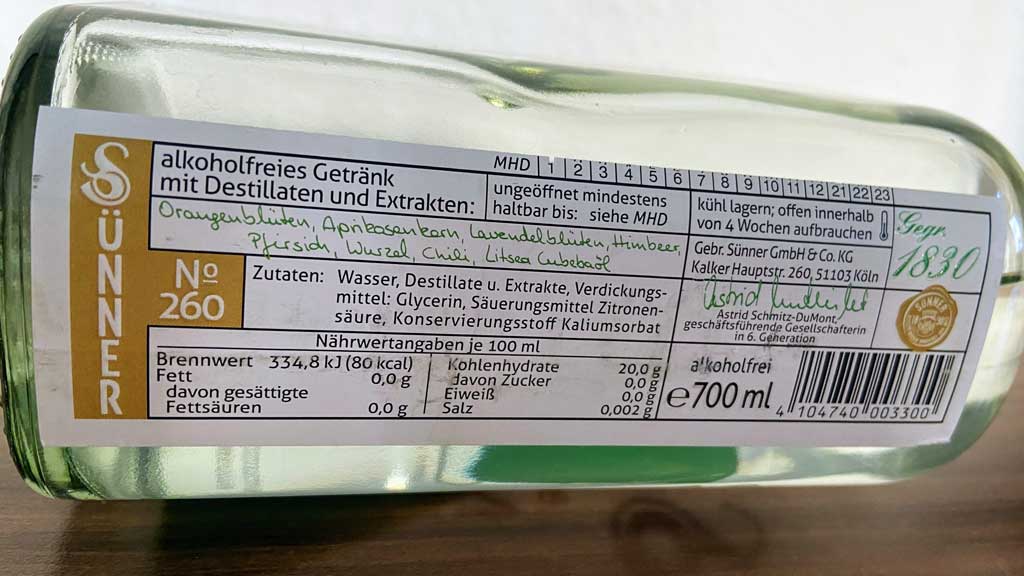 SÜNNER
No
260
alkoholfreies Getränk
mit Destillaten und Extrakten:
MHD 1 2 3 4 5 6 7 8 9 10 11 12 21 22 23
ungeöffnet mindestens
haltbar bis: siehe MHD
kühl lagern; offen innerhalb
von 4 Wochen aufbrauchen
Gegr.
1830
Orangenblüten, Aprikosenkern, Lavendelblüten, Himbeer,
Pfirsich, Wurzel, Chili, Litsea Cubebaöl
Gebr. Sünner GmbH & Co. KG
Kalker Hauptstr. 260, 51103 Köln
Astrid Schmitz-DuMont,
geschäftsführende Gesellschafterin
in 6. Generation
SÜNNER
Zutaten: Wasser, Destillate u. Extrakte, Verdickungs-
mittel: Glycerin, Säuerungsmittel Zitronen-
säure, Konservierungsstoff Kaliumsorbat
Nährwertangaben je 100 ml
Brennwert 334,8 kJ (80 kcal)
Fett 0,0 g
davon gesättigte
Fettsäuren 0,0 g
Kohlenhydrate 20,0 g
davon Zucker 0,0 g
Eiweiß 0,0 g
Salz 0,002 g
alkoholfrei
e700 ml
4 104740 003300